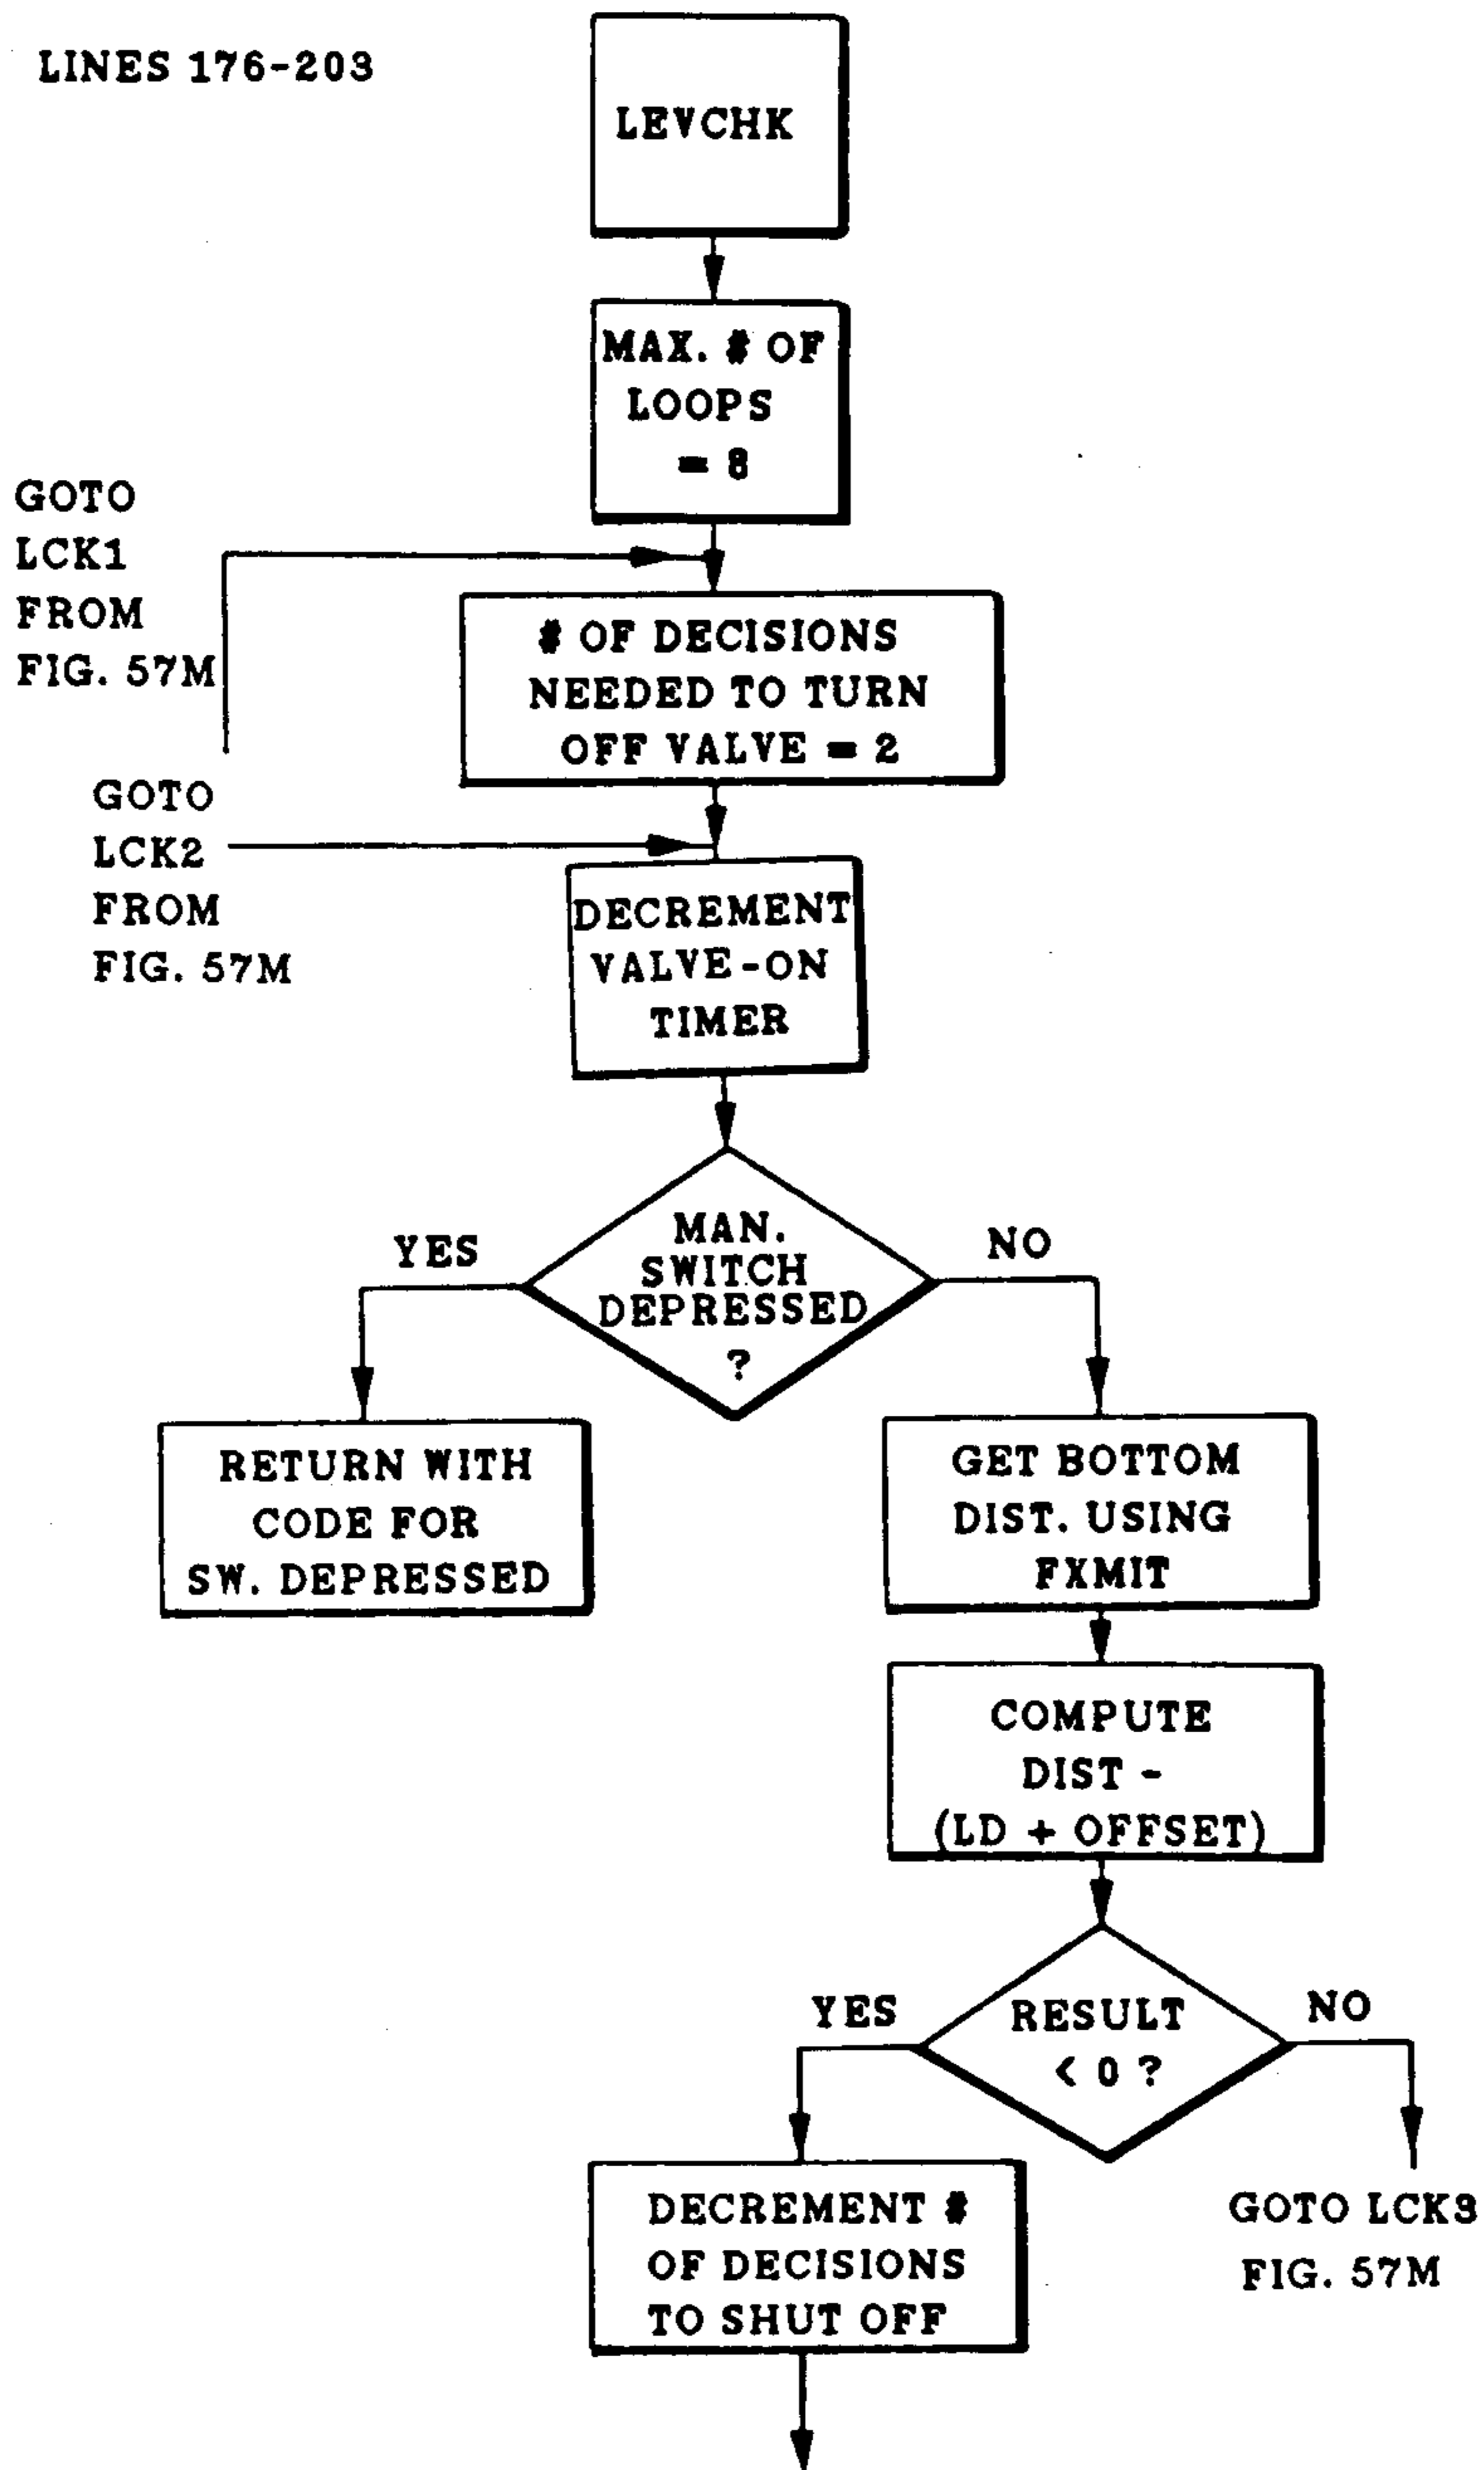 LINES 176-203
LEVCHK
MAX. # OF
LOOPS
= 8
GOTO
LCK1
FROM
FIG. 57M
# OF DECISIONS
NEEDED TO TURN
OFF VALVE = 2
GOTO
LCK2
FROM
FIG. 57M
DECREMENT
VALVE-ON
TIMER
YES
MAN.
SWITCH
DEPRESSED
?
NO
RETURN WITH
CODE FOR
SW. DEPRESSED
GET BOTTOM
DIST. USING
FXMIT
COMPUTE
DIST -
(LD + OFFSET)
YES
RESULT
< 0 ?
NO
DECREMENT #
OF DECISIONS
TO SHUT OFF
GOTO LCK3
FIG. 57M